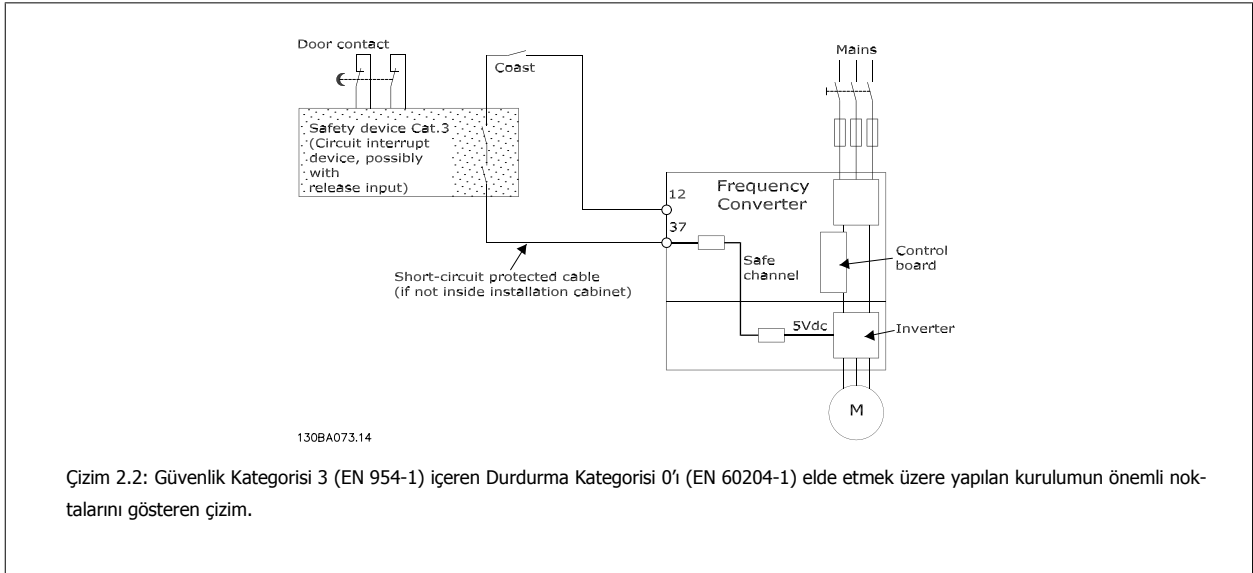 Door contact
Coast
Mains
Safety device Cat.3
(Circuit interrupt
device, possibly
with
release input)
12
Frequency
Converter
37
Safe
channel
Control
board
Short-circuit protected cable
(if not inside installation cabinet)
5Vdc
Inverter
M
130BA073.14
Çizim 2.2: Güvenlik Kategorisi 3 (EN 954-1) içeren Durdurma Kategorisi 0'ı (EN 60204-1) elde etmek üzere yapılan kurulumun önemli nok-
talarını gösteren çizim.